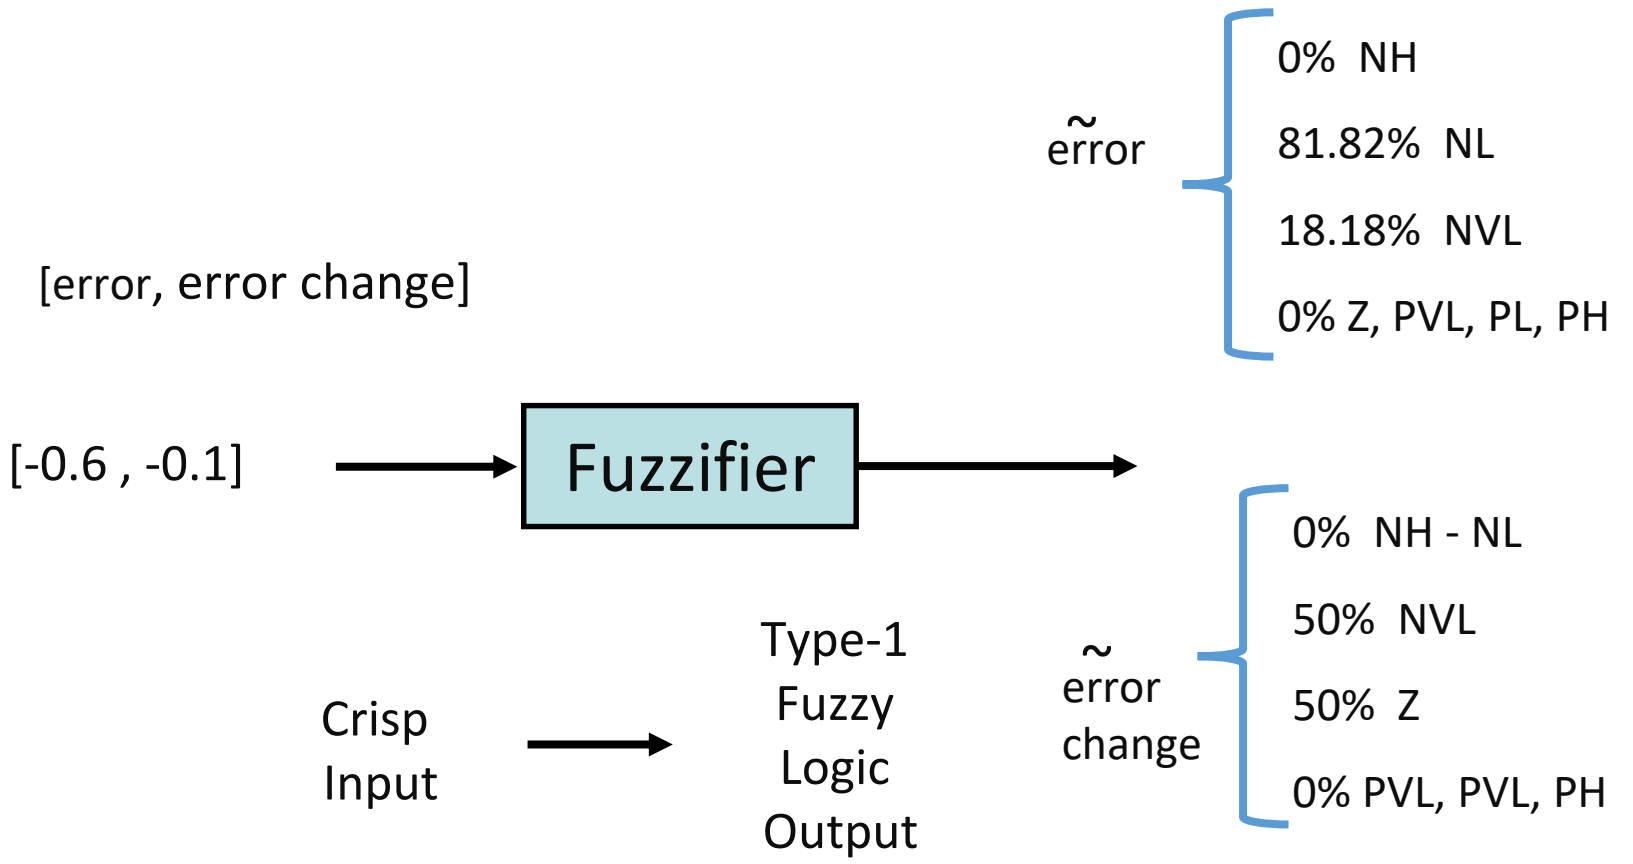 [error, error change]
[-0.6 , -0.1]
Fuzzifier
Crisp
Input
Type-1
Fuzzy
Logic
Output
~
error
0% NH
81.82% NL
18.18% NVL
0% Z, PVL, PL, PH
~
error
change
0% NH - NL
50% NVL
50% Z
0% PVL, PVL, PH